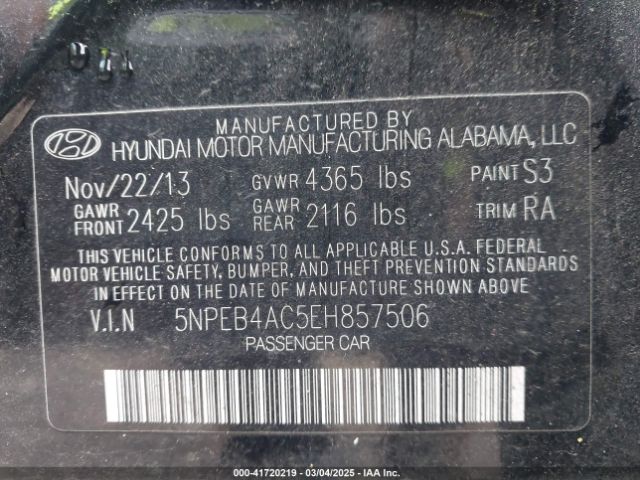 MANUFACTURED BY
HYUNDAI MOTOR MANUFACTURING ALABAMA, LLC
Nov/22/13 GVWR 4365 lbs PAINT S3
GAWR FRONT 2425 lbs GAWR REAR 2116 lbs TRIM RA
THIS VEHICLE CONFORMS TO ALL APPLICABLE U.S.A. FEDERAL
MOTOR VEHICLE SAFETY, BUMPER, AND THEFT PREVENTION STANDARDS
IN EFFECT ON THE DATE OF MANUFACTURE SHOWN ABOVE.
V.I.N 5NPEB4AC5EH857506
PASSENGER CAR
000-41720219 - 03/04/2025 - IAA Inc.